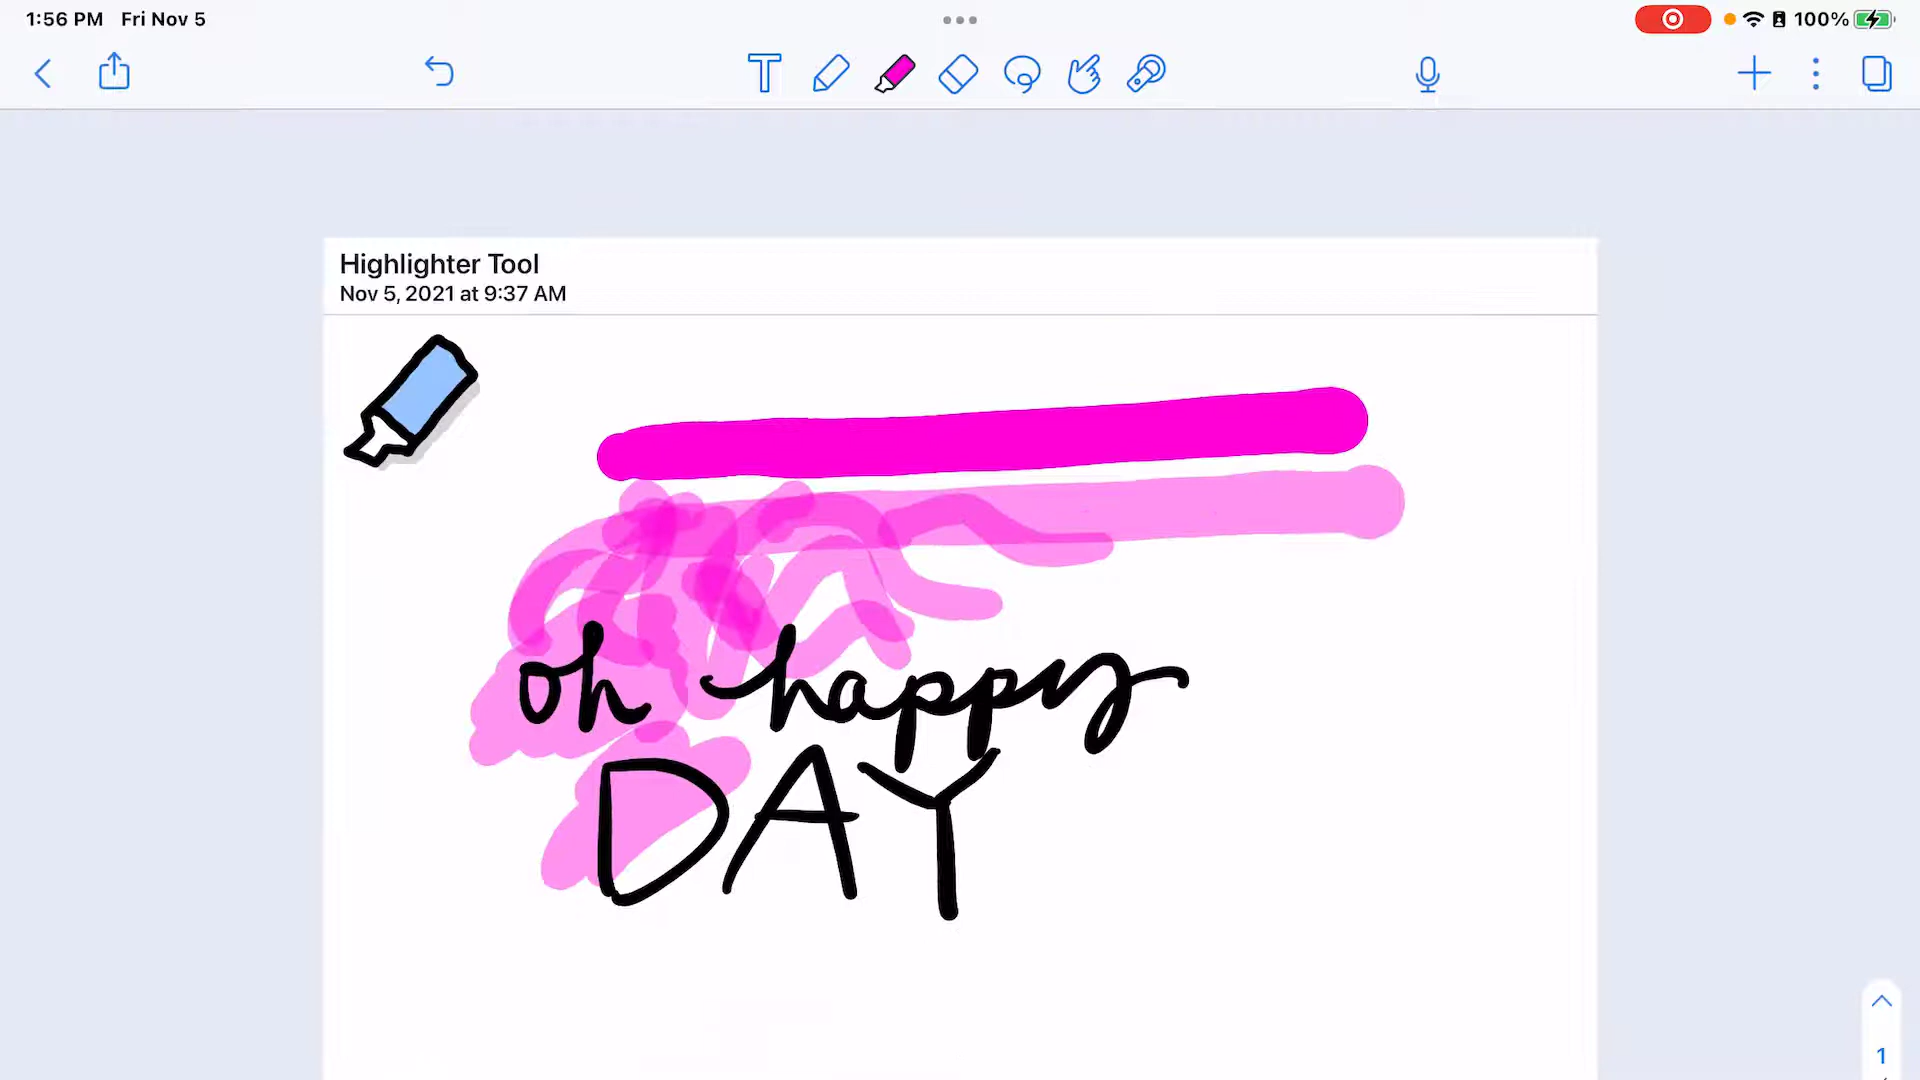 1:56 PM Fri Nov 5 100%
Highlighter Tool
Nov 5, 2021 at 9:37 AM
oh happy
DAY
1